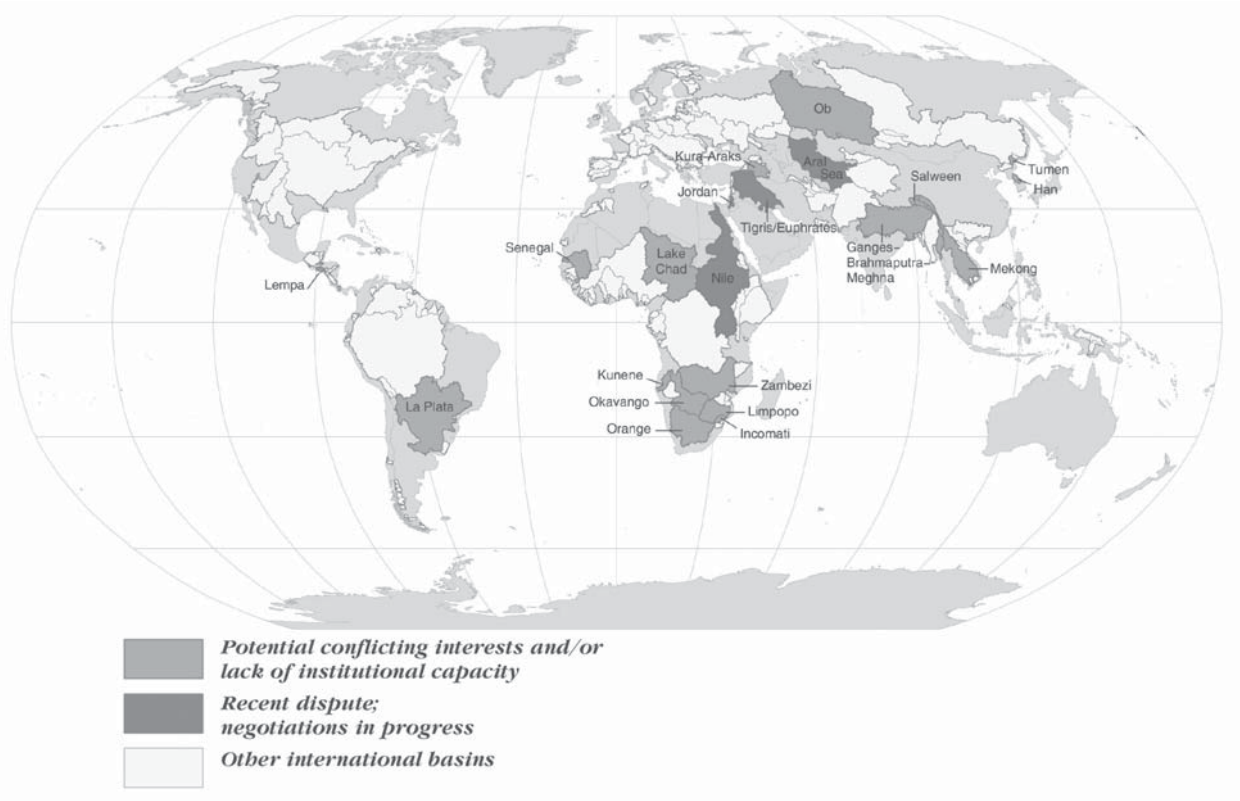 Ob
Kura-Araks
Aral
Sea
Tumen
Han
Jordan
Salween
Tigris/Euphrates
Senegal
Lake
Chad
Nile
Ganges-
Brahmaputra-
Meghna
Mekong
Lempa
Kunene
Zambezi
La Plata
Okavango
Limpopo
Orange
Incomati
Potential conflicting interests and/or
lack of institutional capacity
Recent dispute;
negotiations in progress
Other international basins